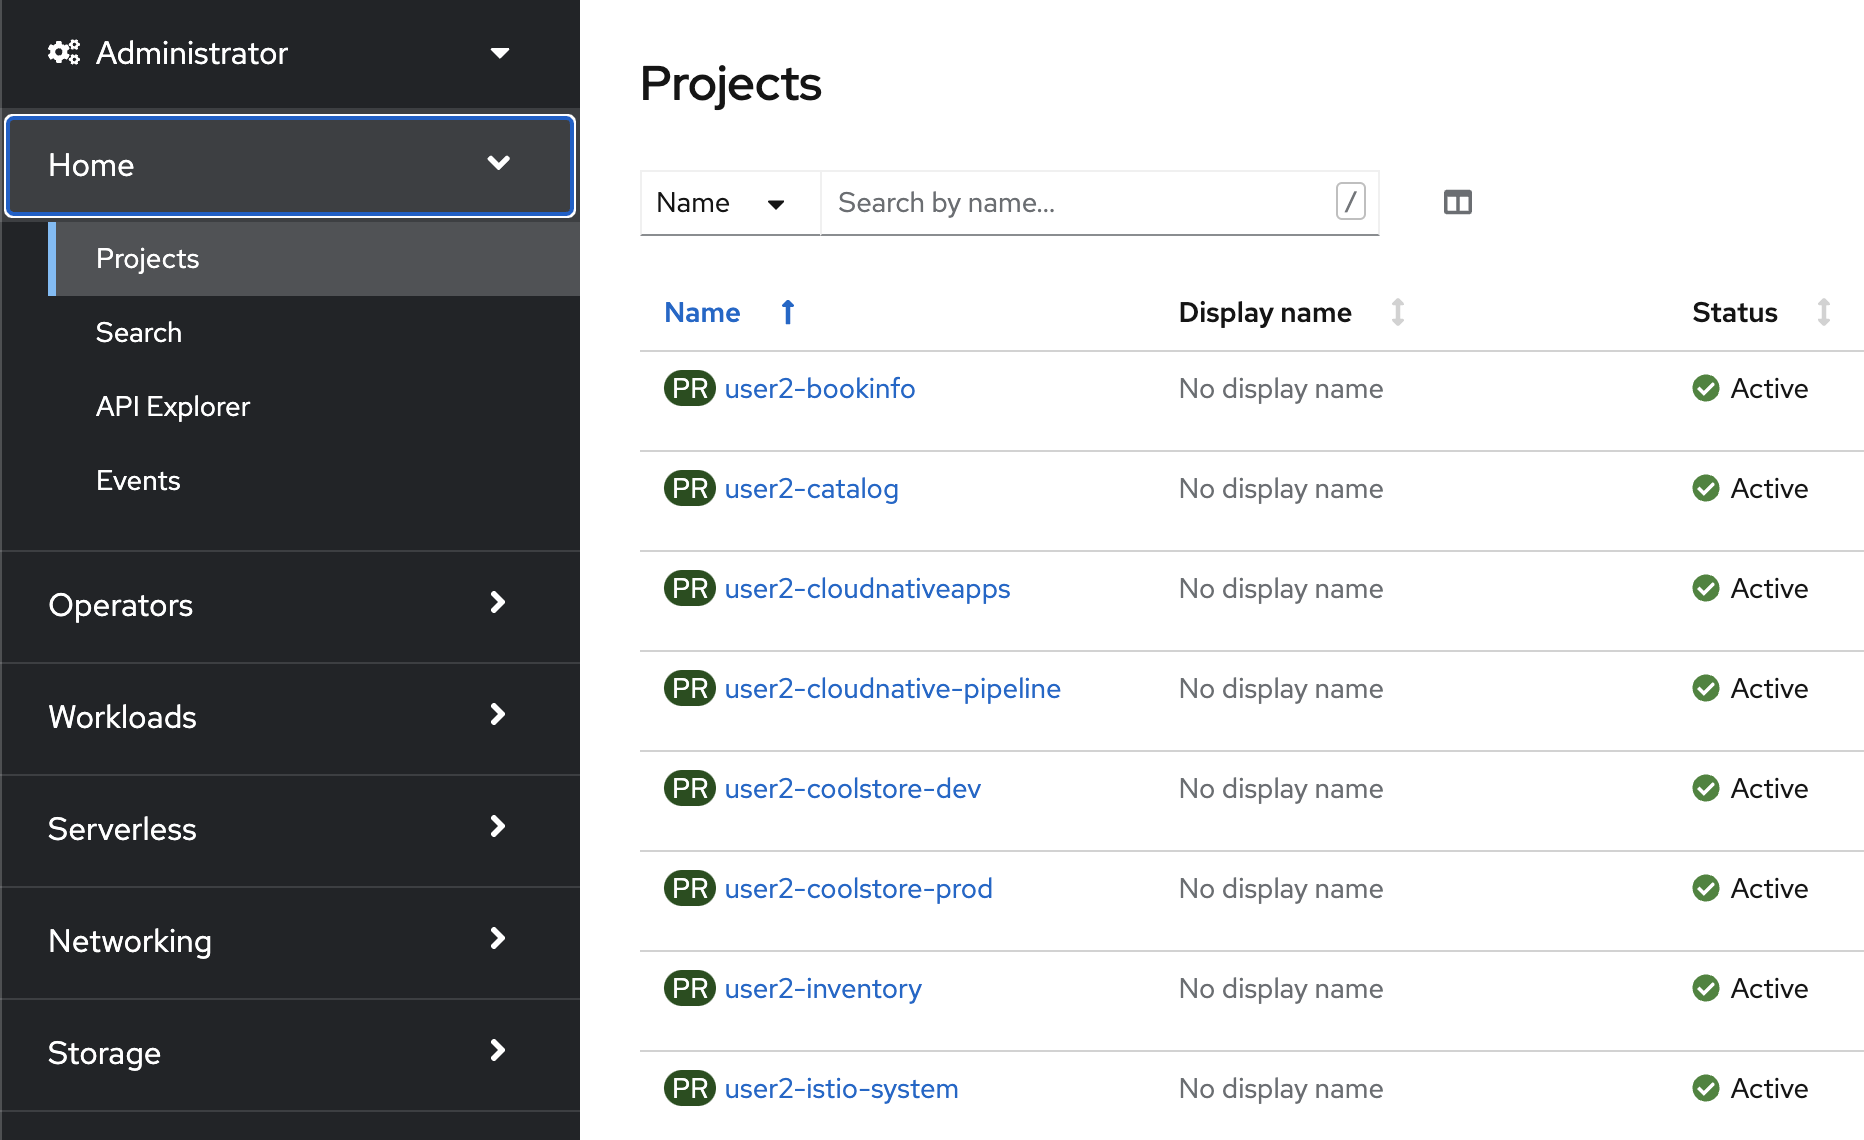 Administrator
Home
Projects
Search
API Explorer
Events
Operators
Workloads
Serverless
Networking
Storage
Projects
Name Search by name... /
Name Display name Status
PR user2-bookinfo No display name Active
PR user2-catalog No display name Active
PR user2-cloudnativeapps No display name Active
PR user2-cloudnative-pipeline No display name Active
PR user2-coolstore-dev No display name Active
PR user2-coolstore-prod No display name Active
PR user2-inventory No display name Active
PR user2-istio-system No display name Active